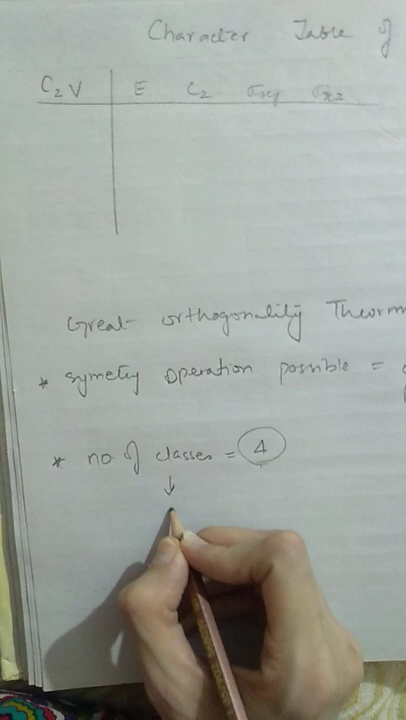 Character Table of
C2V E C2 σxy σxz
Great orthogonality Theorm
* symetry operation possible =
* no of classes = 4
↓